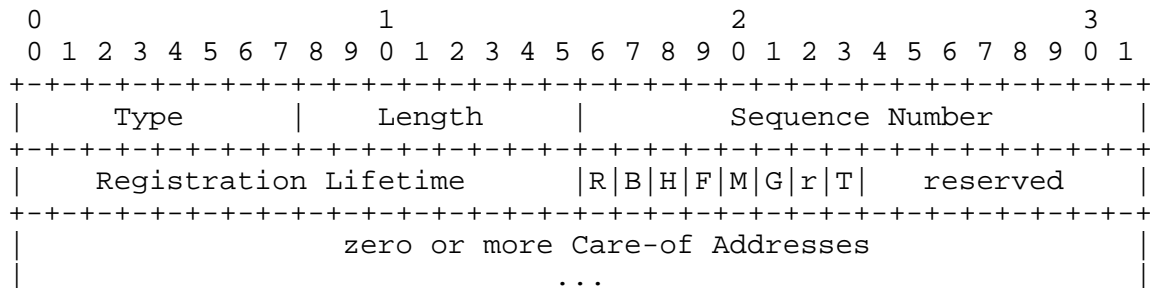 0                   1                   2                   3
 0 1 2 3 4 5 6 7 8 9 0 1 2 3 4 5 6 7 8 9 0 1 2 3 4 5 6 7 8 9 0 1
+-+-+-+-+-+-+-+-+-+-+-+-+-+-+-+-+-+-+-+-+-+-+-+-+-+-+-+-+-+-+-+-+
|     Type      |    Length     |        Sequence Number        |
+-+-+-+-+-+-+-+-+-+-+-+-+-+-+-+-+-+-+-+-+-+-+-+-+-+-+-+-+-+-+-+-+
|    Registration Lifetime      |R|B|H|F|M|G|r|T|   reserved    |
+-+-+-+-+-+-+-+-+-+-+-+-+-+-+-+-+-+-+-+-+-+-+-+-+-+-+-+-+-+-+-+-+
|                  zero or more Care-of Addresses               |
|                              ...                              |